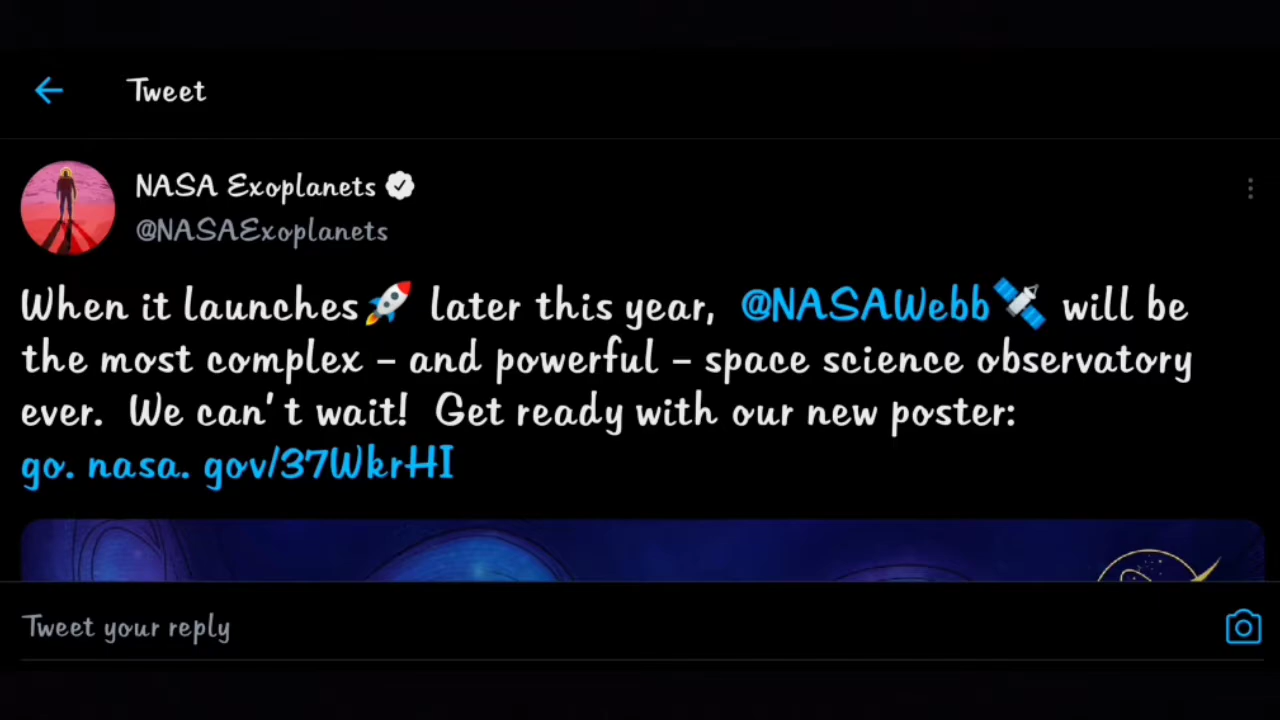 Tweet
NASA Exoplanets
@NASAExoplanets
When it launches🚀 later this year, @NASAWebb🛰️ will be
the most complex – and powerful – space science observatory
ever. We can't wait! Get ready with our new poster:
go. nasa. gov/37WkrHI
Tweet your reply